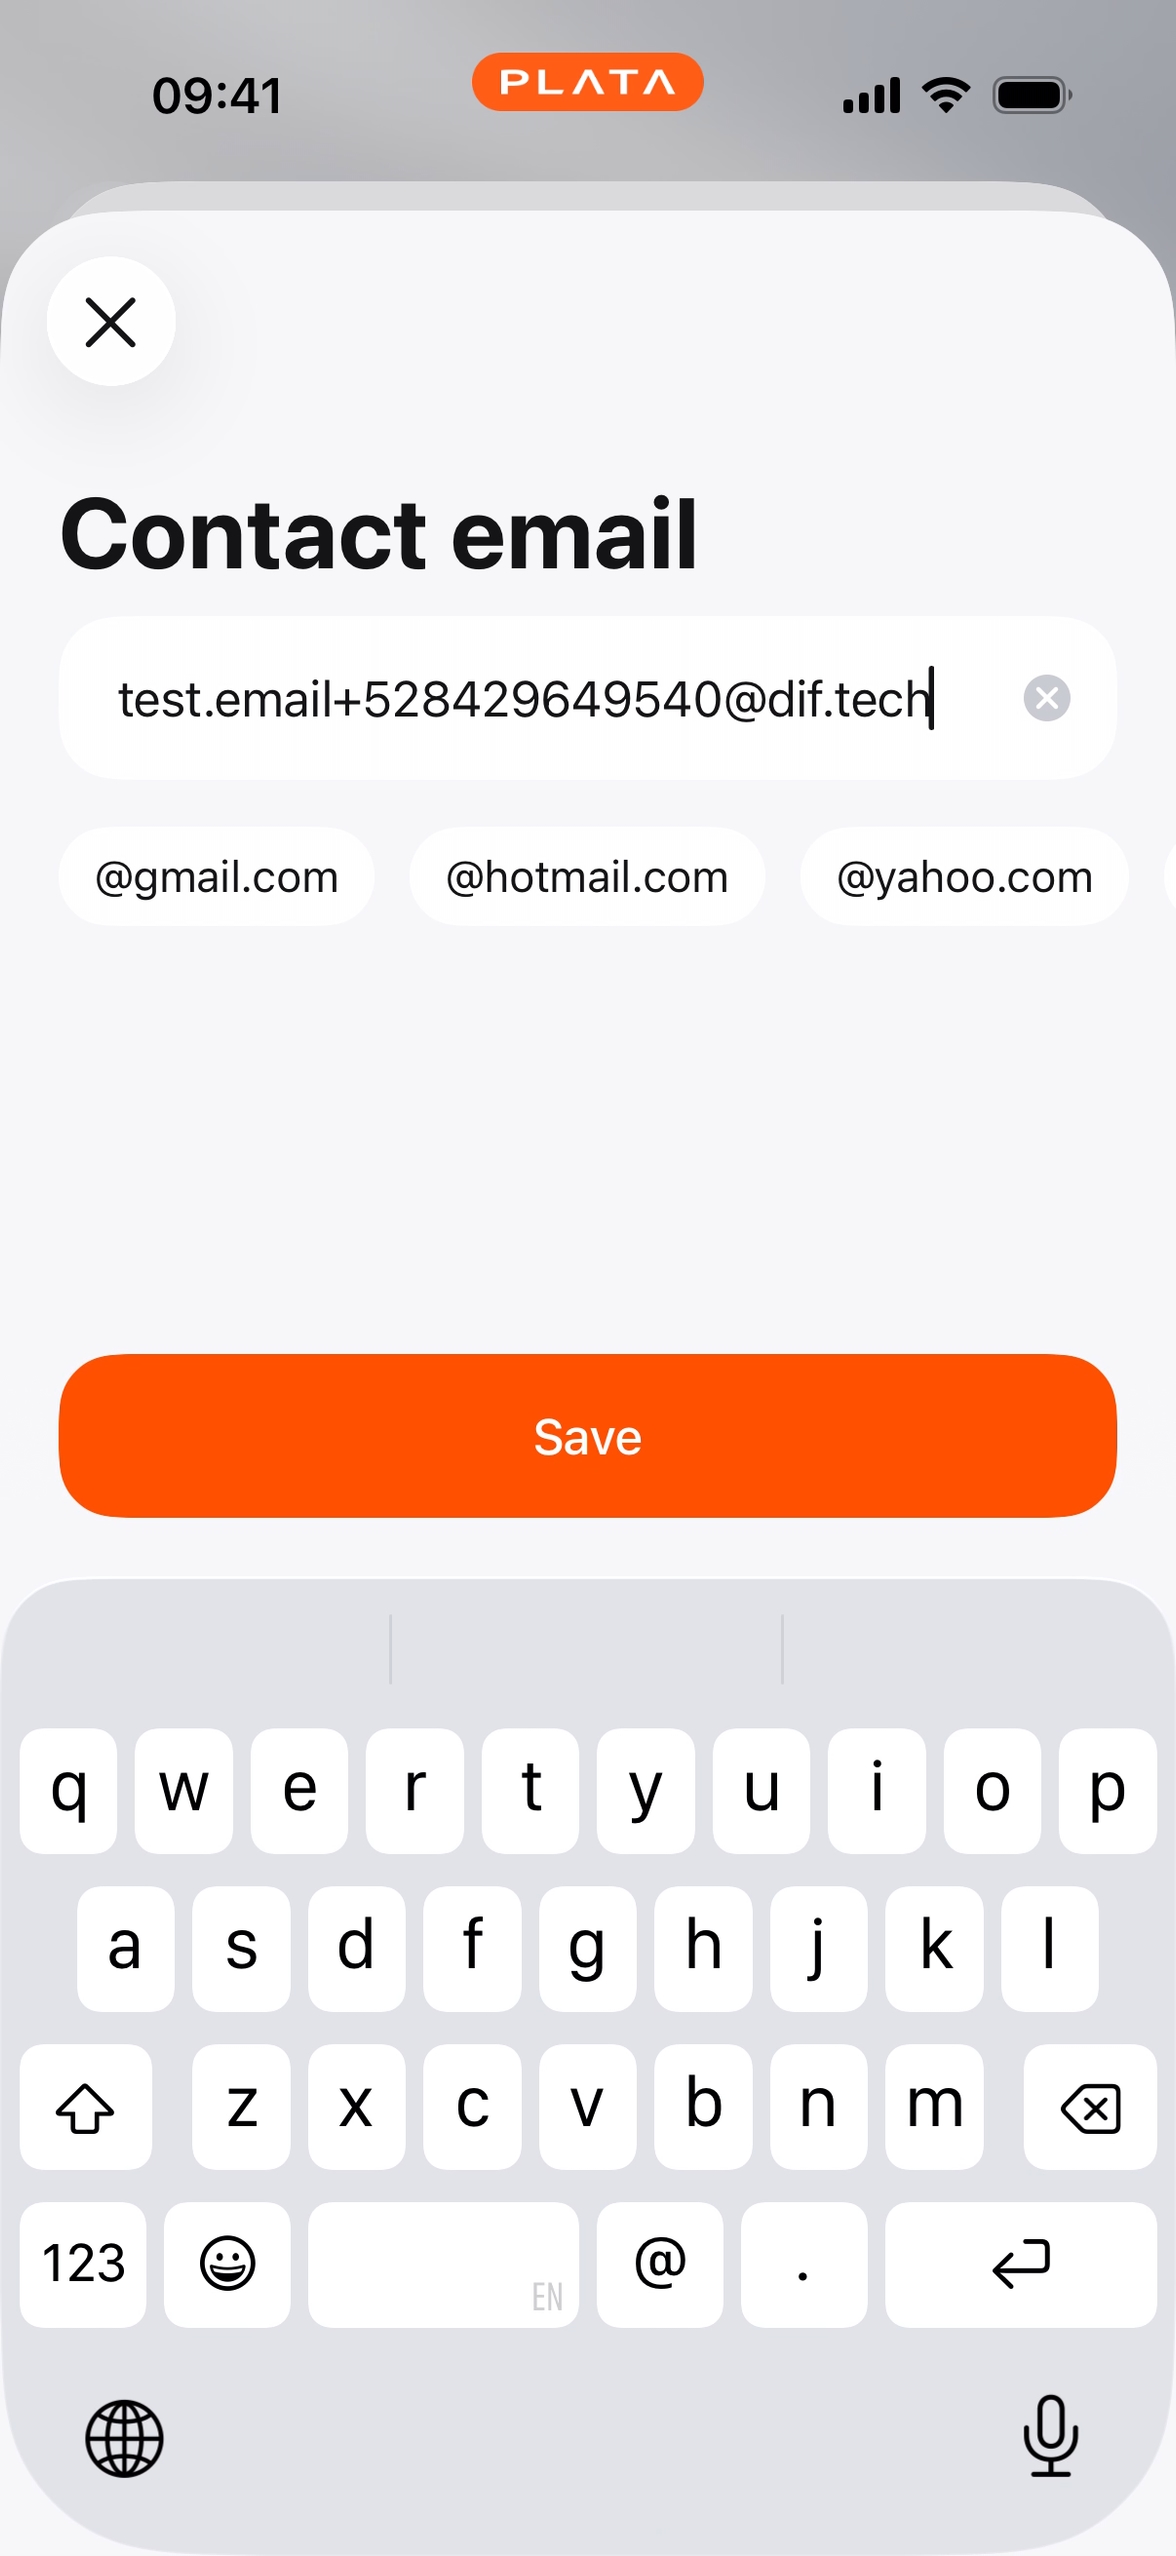 09:41
PLATA
Contact email
test.email+528429649540@dif.tech
@gmail.com @hotmail.com @yahoo.com
Save
q w e r t y u i o p
a s d f g h j k l
z x c v b n m
123 EN @ .